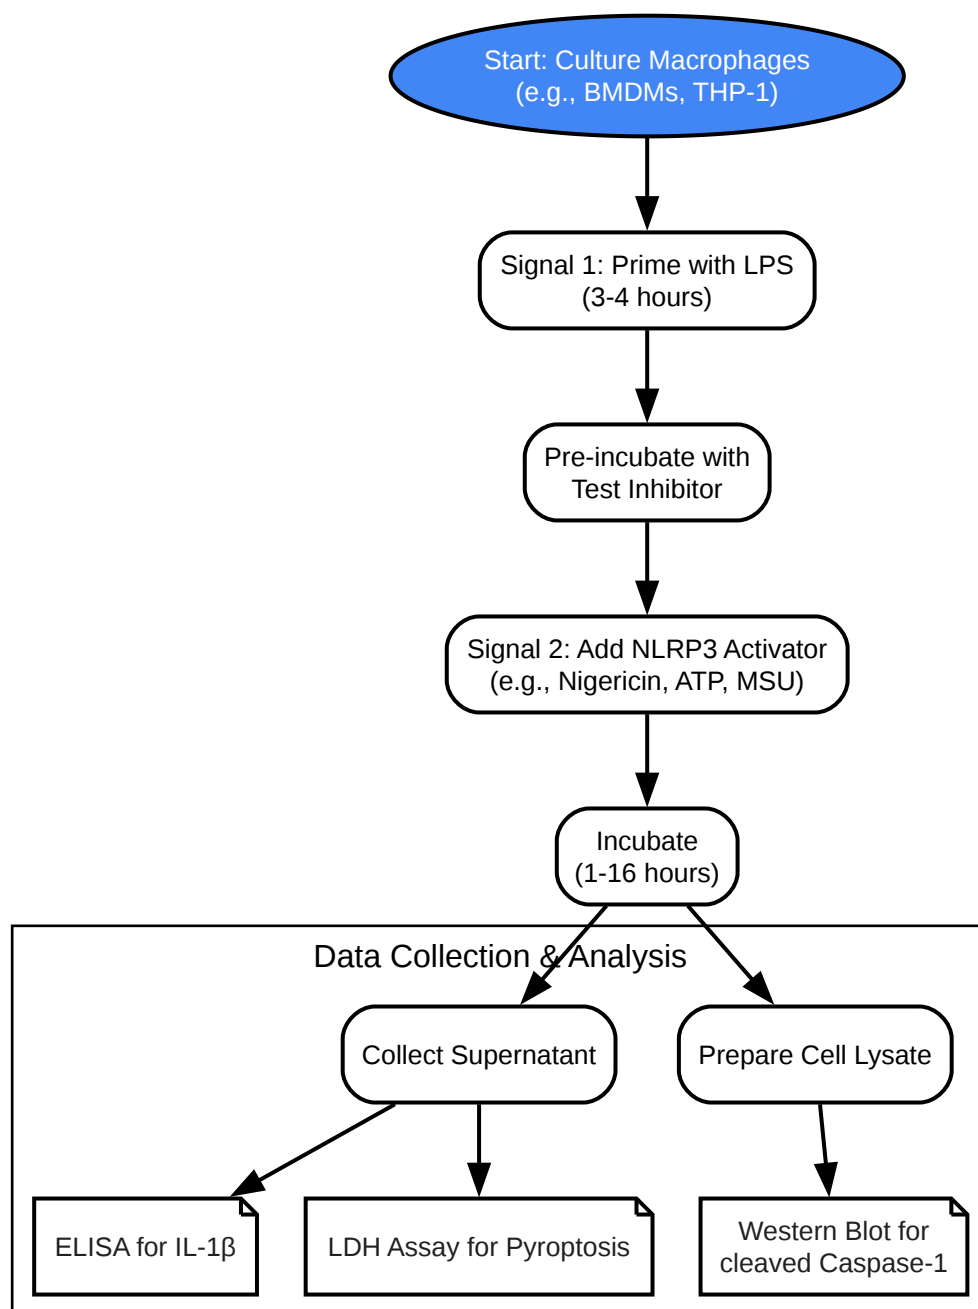 Start: Culture Macrophages
(e.g., BMDMs, THP-1)
Signal 1: Prime with LPS
(3-4 hours)
Pre-incubate with
Test Inhibitor
Signal 2: Add NLRP3 Activator
(e.g., Nigericin, ATP, MSU)
Incubate
(1-16 hours)
Data Collection & Analysis
Collect Supernatant
Prepare Cell Lysate
ELISA for IL-1β
LDH Assay for Pyroptosis
Western Blot for
cleaved Caspase-1